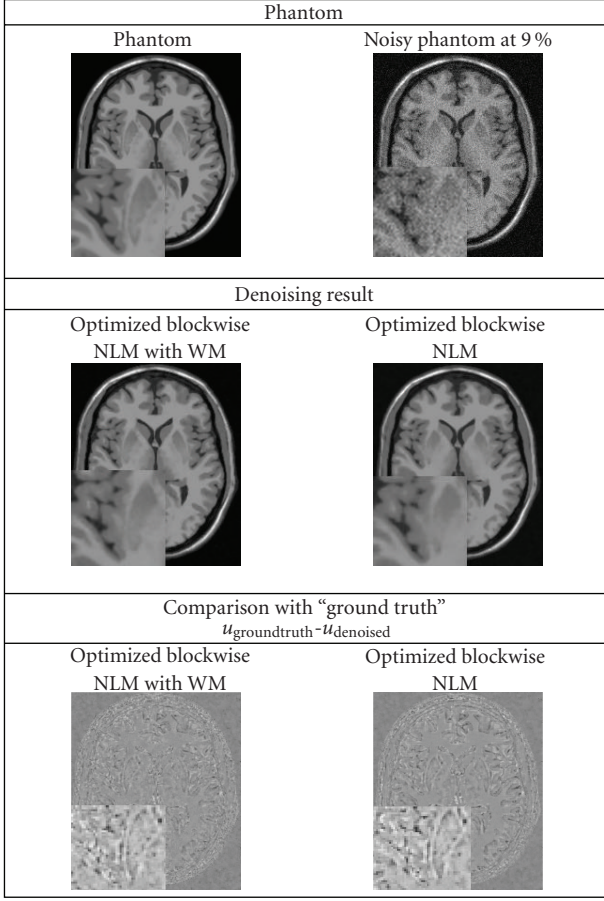 Phantom
Phantom
Noisy phantom at 9 %
Denoising result
Optimized blockwise
NLM with WM
Optimized blockwise
NLM
Comparison with “ground truth”
u_groundtruth-u_denoised
Optimized blockwise
NLM with WM
Optimized blockwise
NLM